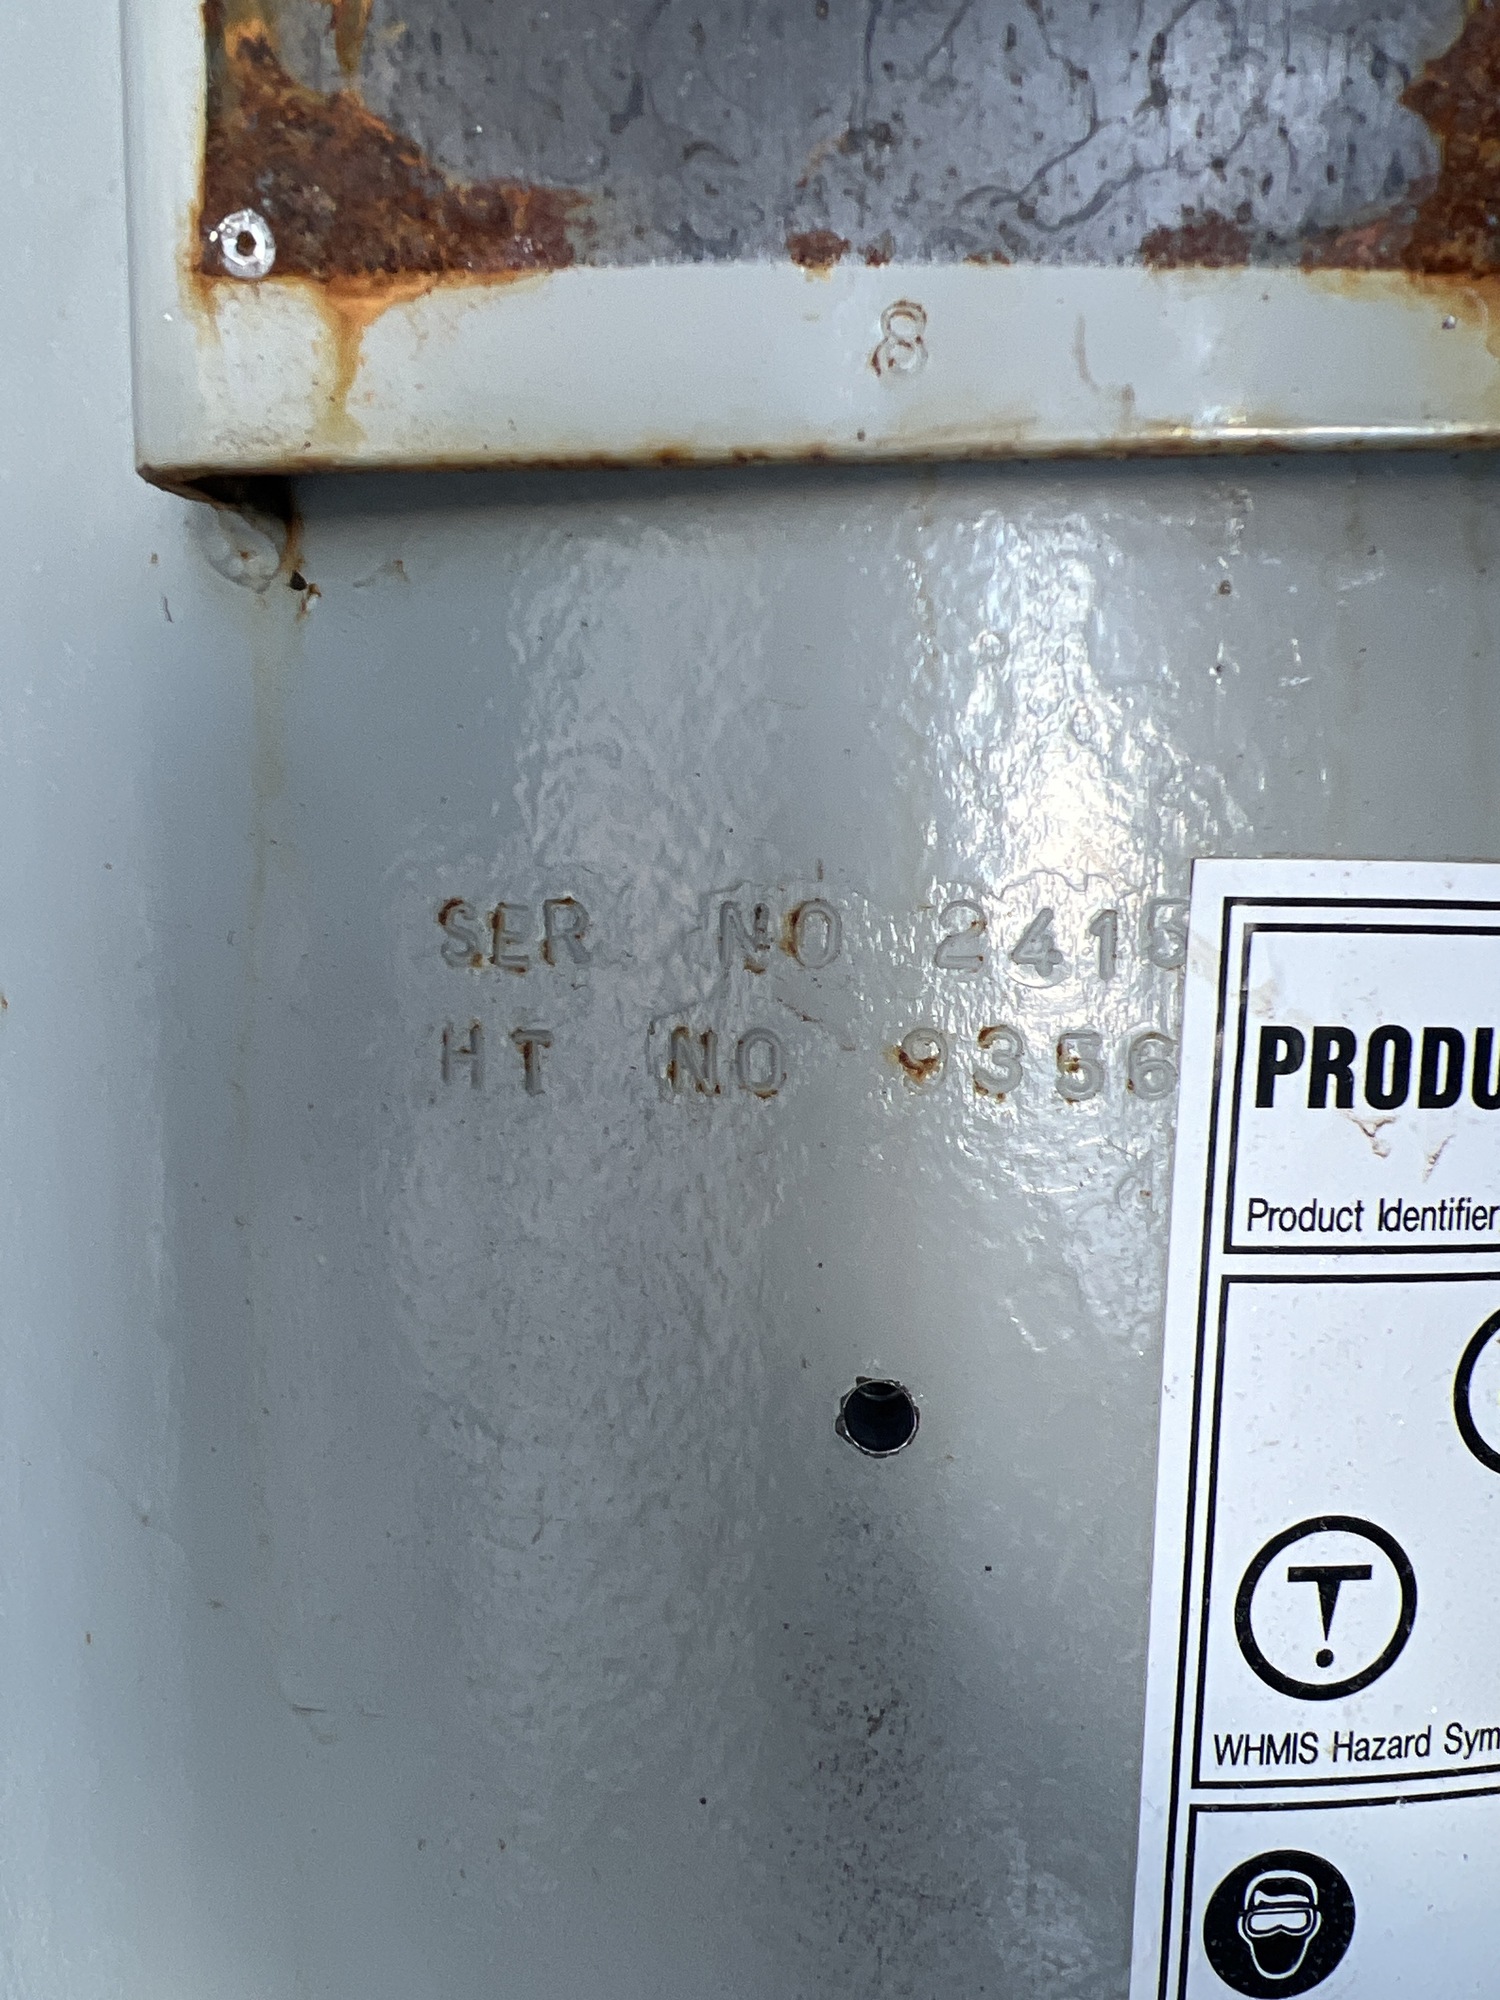 8
SER NO 2415
HT NO 9356
PRODU
Product Identifier
T
WHMIS Hazard Sym